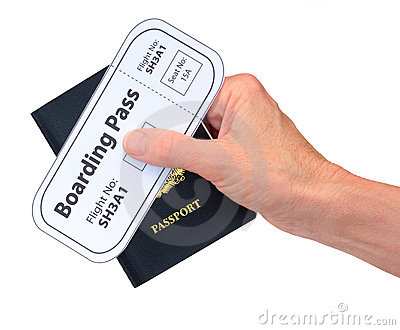 Boarding Pass
Flight No:
SH3A1
Flight No:
SH3A1
Seat No:
15A
PASSPORT
dreamstime.com